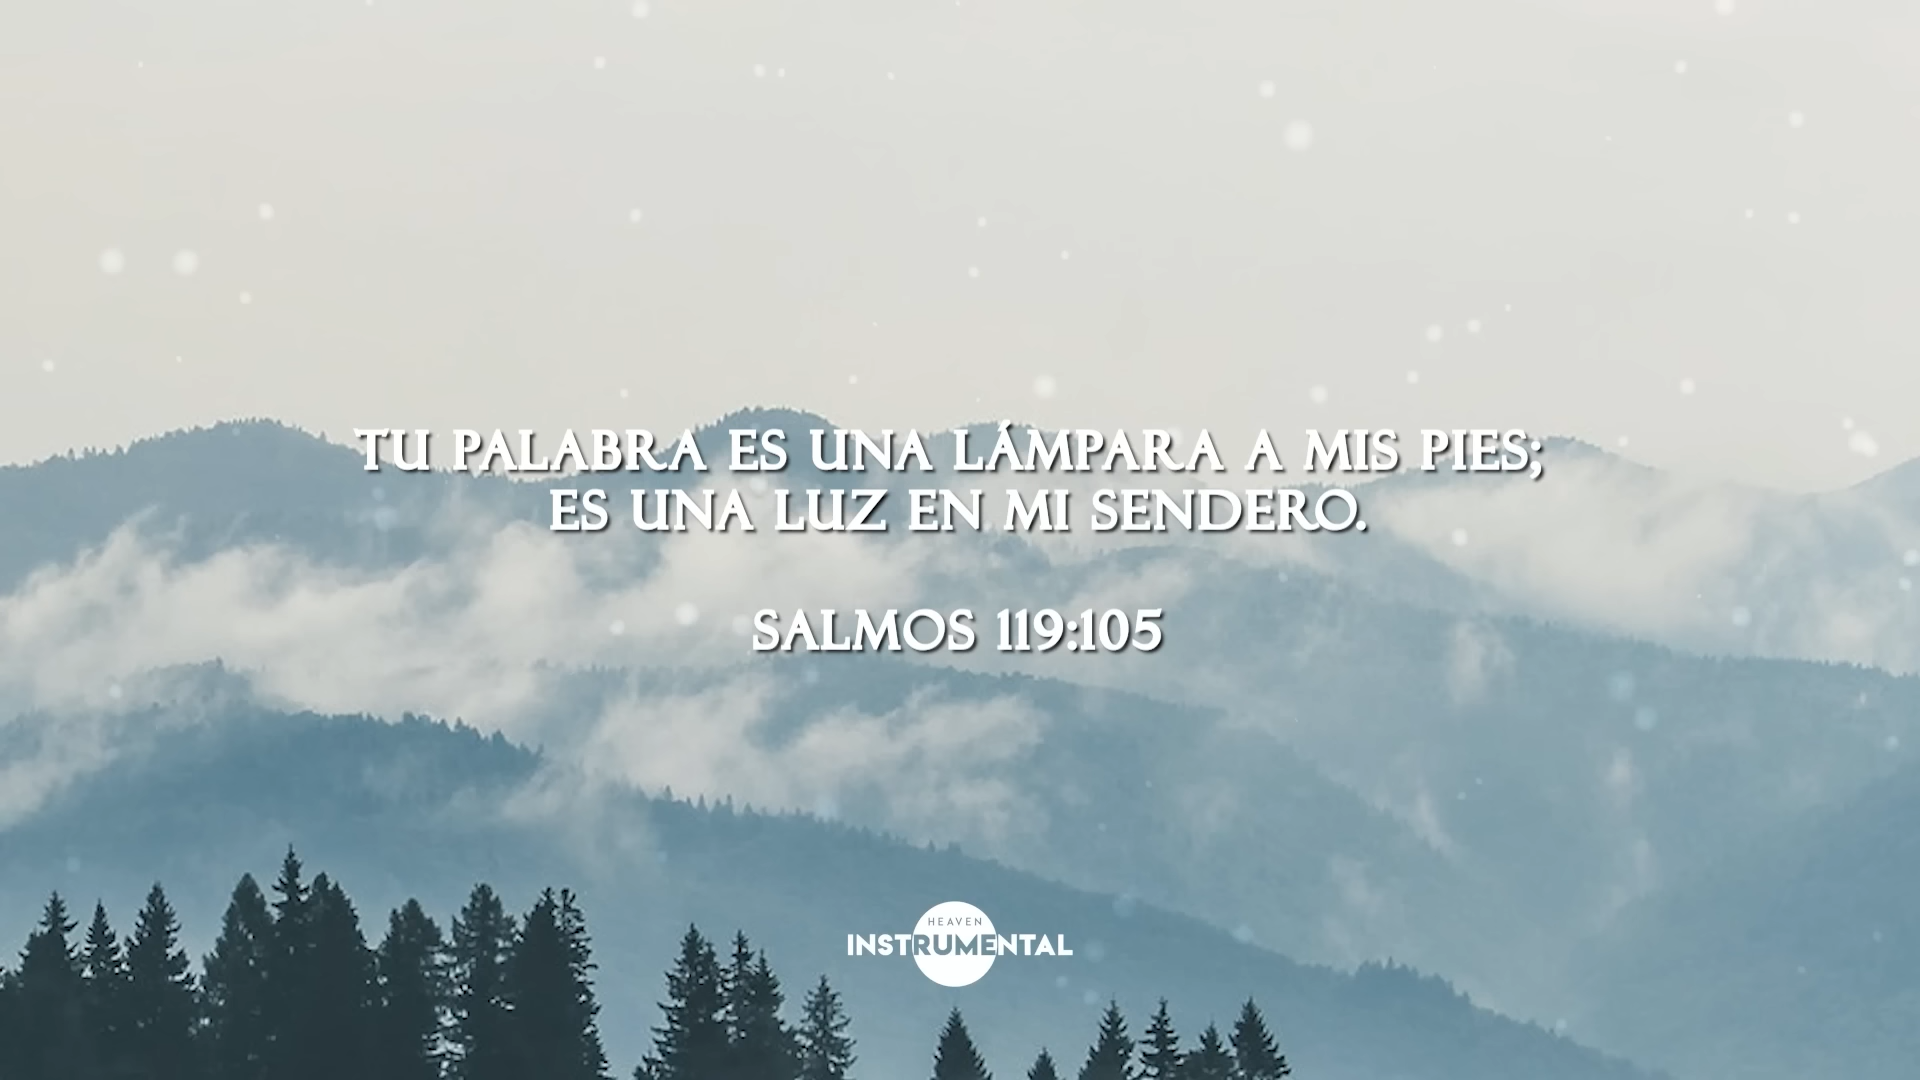 TU PALABRA ES UNA LÁMPARA A MIS PIES;
ES UNA LUZ EN MI SENDERO.
SALMOS 119:105
HEAVEN
INSTRUMENTAL